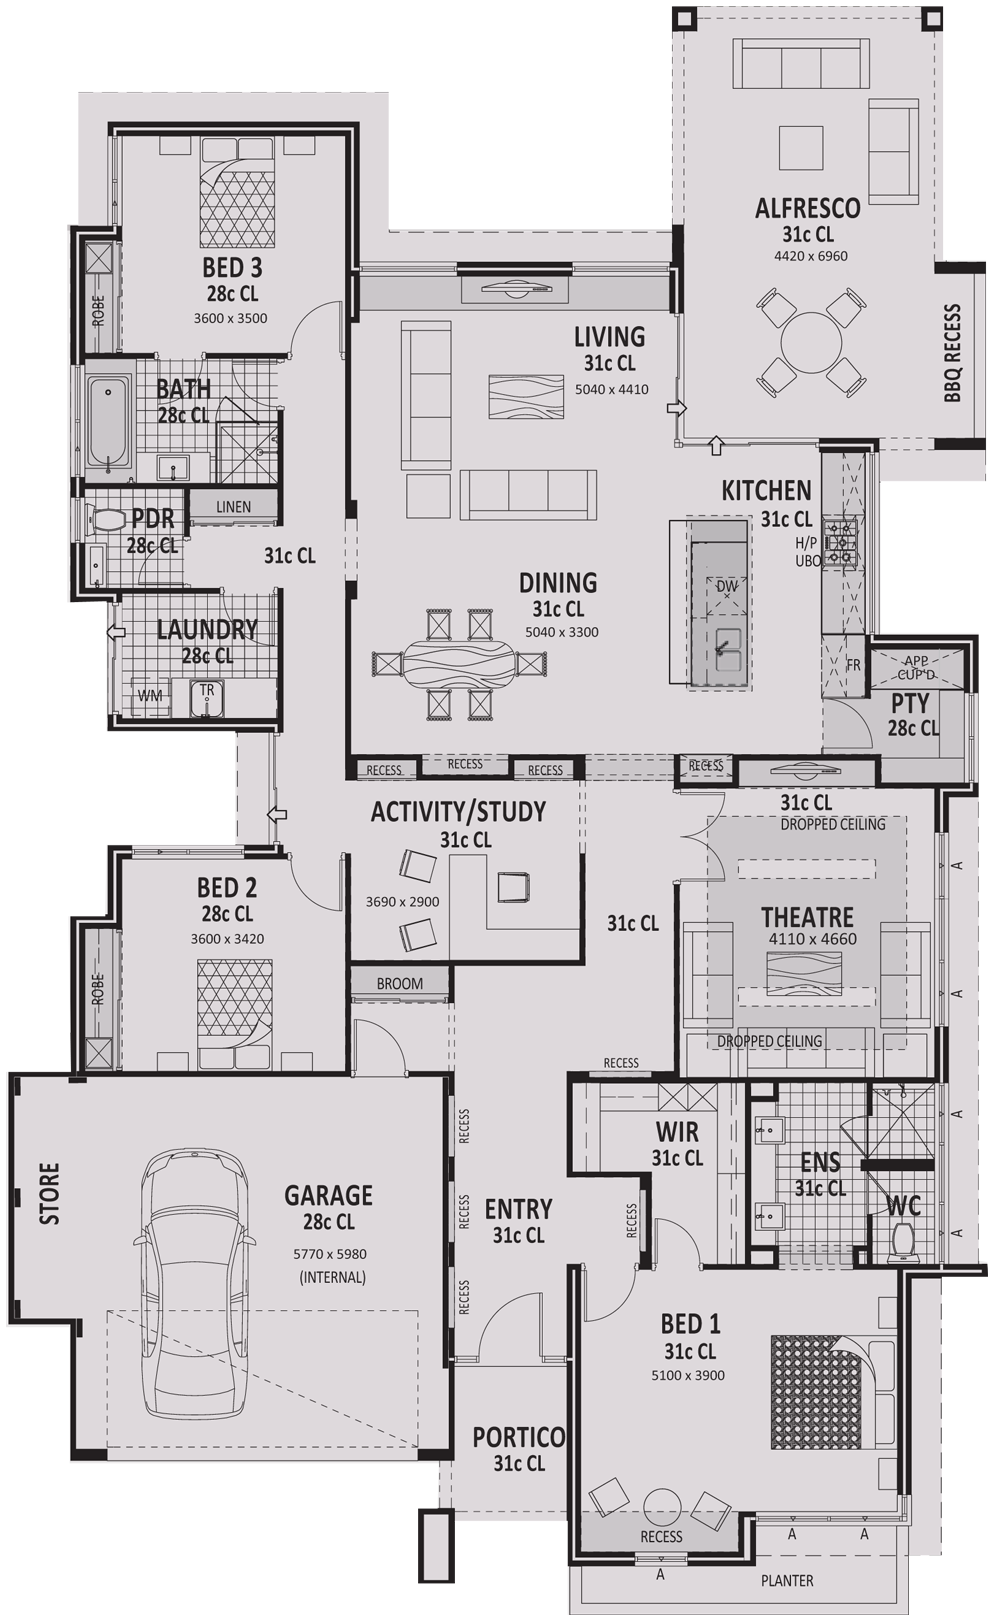 ALFRESCO
31c CL
4420 x 6960
BBQ RECESS
BED 3
28c CL
3600 x 3500
ROBE
LIVING
31c CL
5040 x 4410
BATH
28c CL
KITCHEN
31c CL
H/P
UBO
LINEN
PDR
28c CL
31c CL
DINING
31c CL
5040 x 3300
DW
LAUNDRY
28c CL
WM
TR
FR
APP
CUP'D
PTY
28c CL
RECESS
RECESS
RECESS
RECESS
ACTIVITY/STUDY
31c CL
3690 x 2900
31c CL
DROPPED CEILING
A
BED 2
28c CL
3600 x 3420
ROBE
31c CL
THEATRE
4110 x 4660
A
DROPPED CEILING
BROOM
RECESS
STORE
GARAGE
28c CL
5770 x 5980
(INTERNAL)
RECESS
RECESS
RECESS
ENTRY
31c CL
RECESS
WIR
31c CL
ENS
31c CL
WC
A
A
BED 1
31c CL
5100 x 3900
PORTICO
31c CL
RECESS
A
A
A
PLANTER